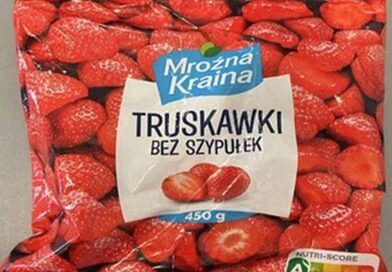 Mroźna
Kraina
TRUSKAWKI
BEZ SZYPUŁEK
450 g
NUTRI-SCORE
A